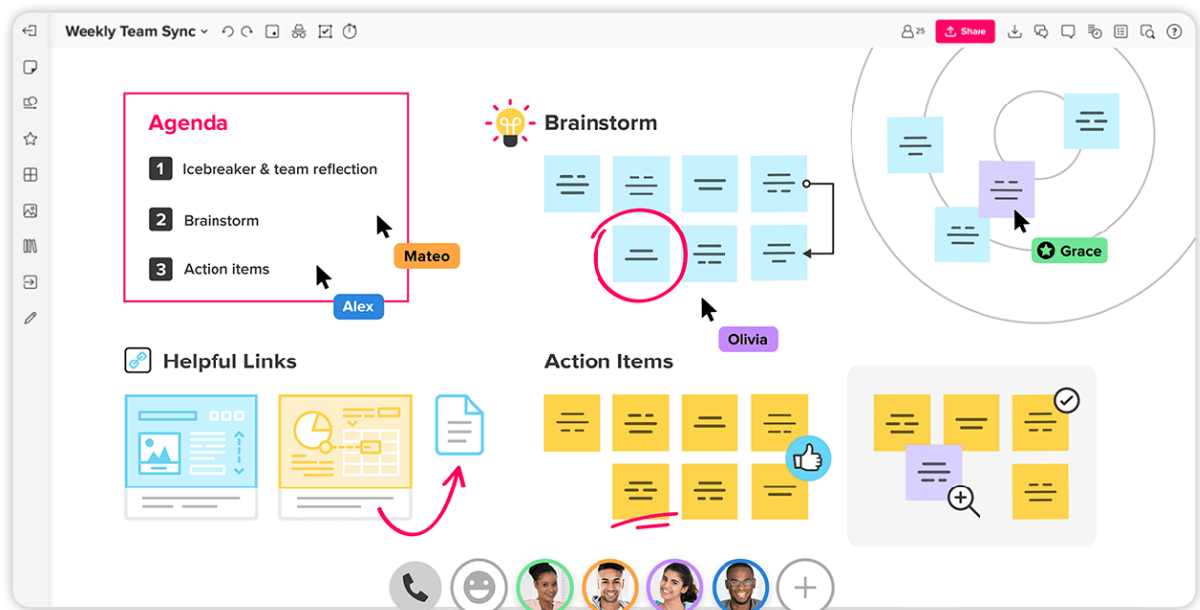 Weekly Team Sync
25
Share
Agenda
1 Icebreaker & team reflection
2 Brainstorm
3 Action items
Mateo
Alex
Brainstorm
Olivia
Grace
Helpful Links
Action Items